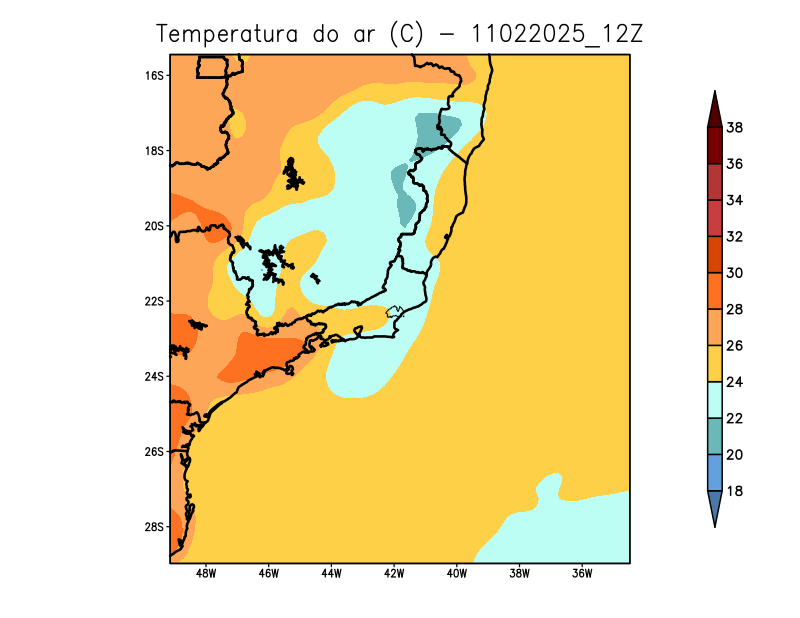 Temperatura do ar (C) – 11022025_12Z
16S
18S
20S
22S
24S
26S
28S
48W 46W 44W 42W 40W 38W 36W
38
36
34
32
30
28
26
24
22
20
18